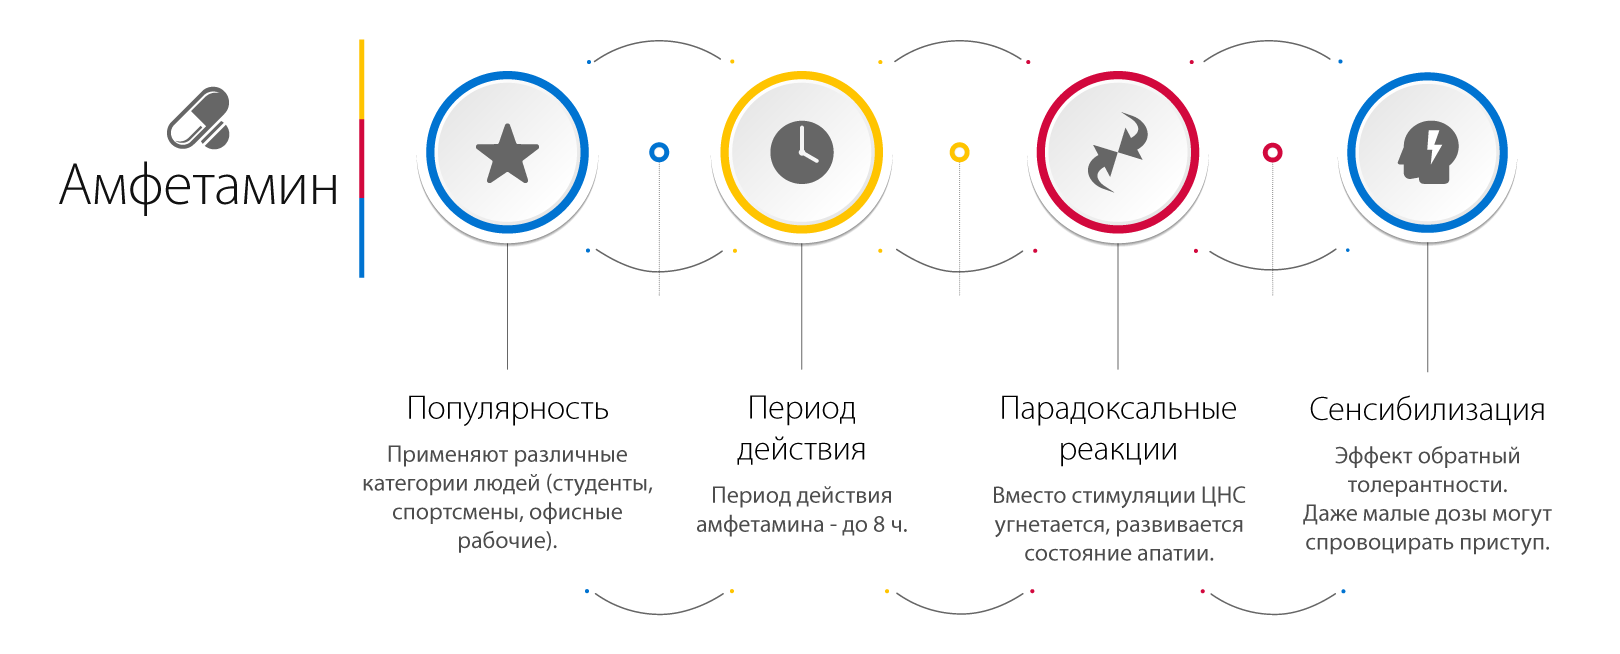 Амфетамин
Популярность
Применяют различные
категории людей (студенты,
спортсмены, офисные
рабочие).
Период
действия
Период действия
амфетамина - до 8 ч.
Парадоксальные
реакции
Вместо стимуляции ЦНС
угнетается, развивается
состояние апатии.
Сенсибилизация
Эффект обратный
толерантности.
Даже малые дозы могут
спровоцирать приступ.